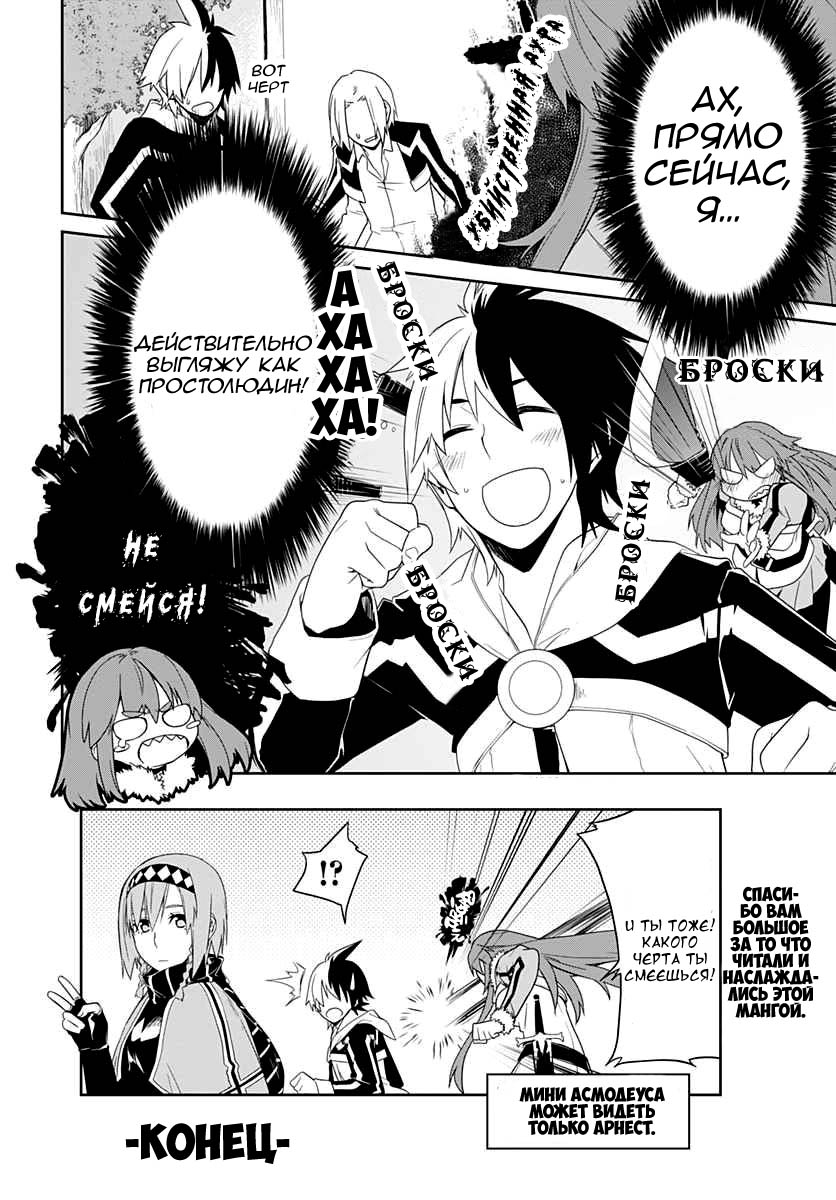 АХ,
ПРЯМО
СЕЙЧАС,
Я...
УБИЙСТВЕННАЯ АУРА
ВОТ
ЧЕРТ
БРОСКИ
БРОСКИ
БРОСКИ
БРОСКИ
А
ХА
ХА
ХА!
ДЕЙСТВИТЕЛЬНО
ВЫГЛЯЖУ КАК
ПРОСТОЛЮДИН!
НЕ
СМЕЙСЯ!
СПАСИ-
БО ВАМ
БОЛЬШОЕ
ЗА ТО ЧТО
ЧИТАЛИ И
НАСЛАЖДА-
ЛИСЬ ЭТОЙ
МАНГОЙ.
И ТЫ ТОЖЕ!
КАКОГО
ЧЕРТА ТЫ
СМЕЕШЬСЯ!
!?
МИНИ АСМОДЕУСА
МОЖЕТ ВИДЕТЬ
ТОЛЬКО АРНЕСТ.
-КОНЕЦ-